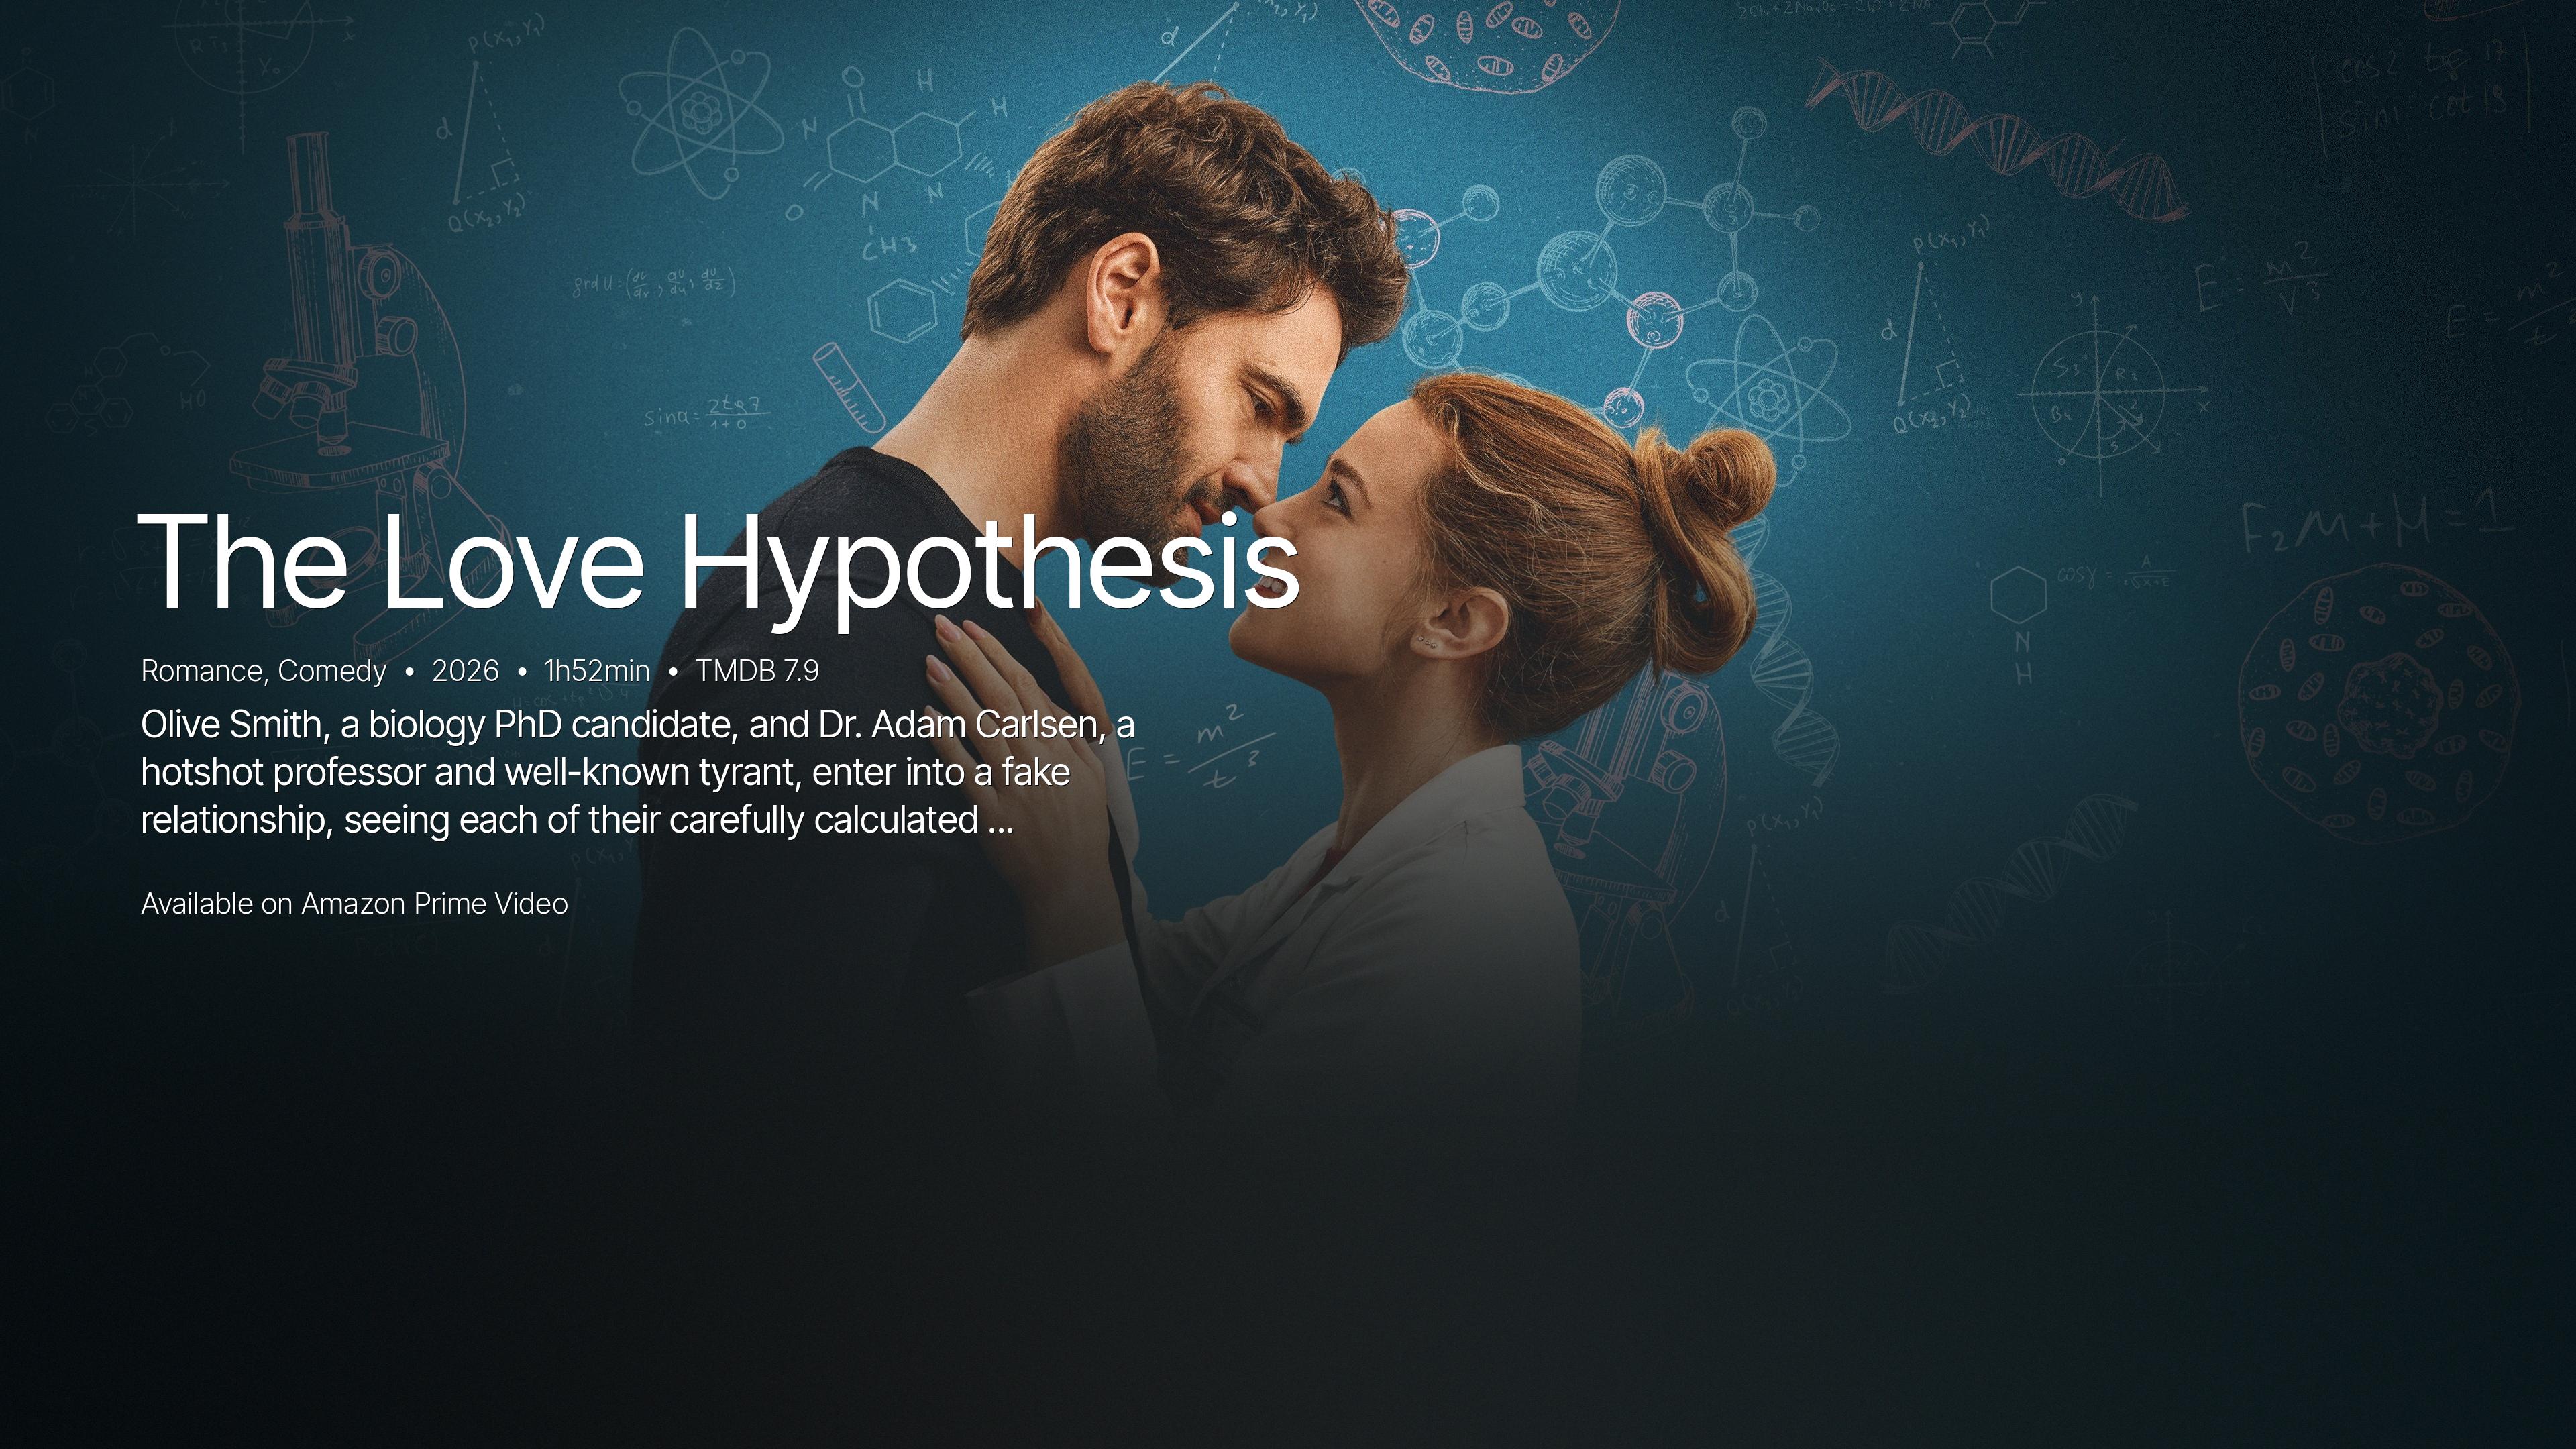 The Love Hypothesis
Romance, Comedy • 2026 • 1h52min • TMDB 7.9
Olive Smith, a biology PhD candidate, and Dr. Adam Carlsen, a
hotshot professor and well-known tyrant, enter into a fake
relationship, seeing each of their carefully calculated ...
Available on Amazon Prime Video